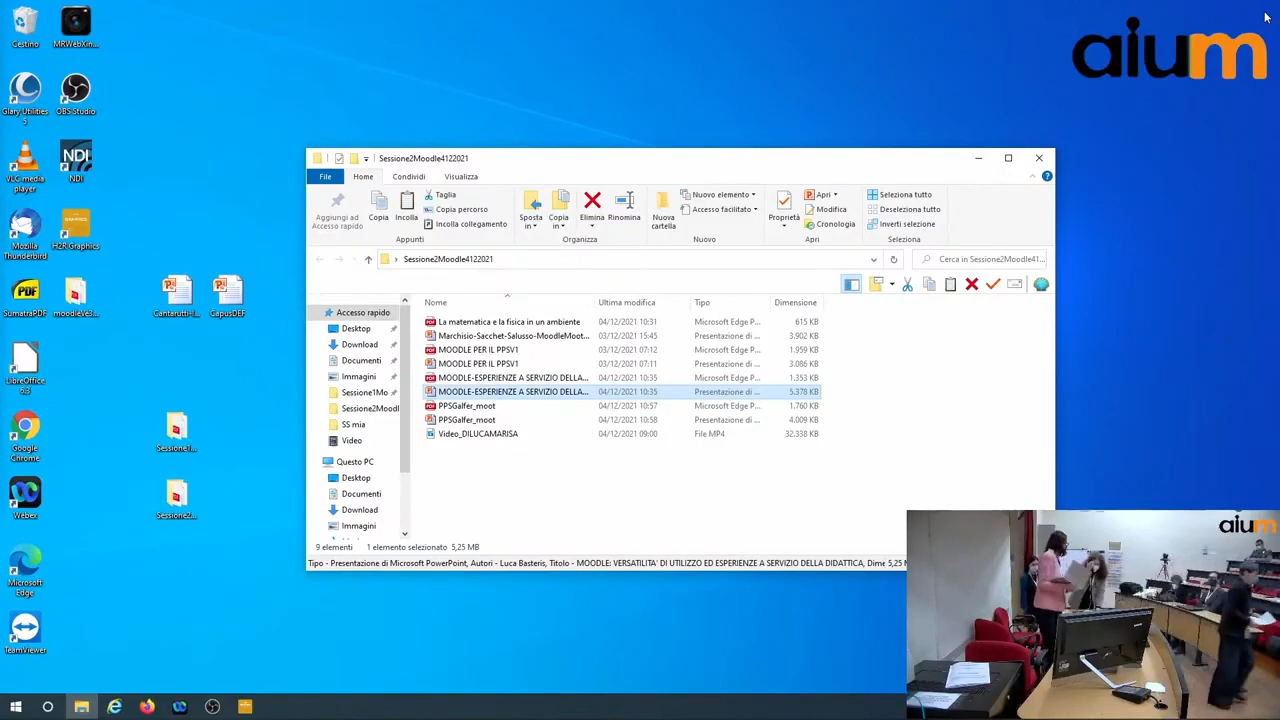 Cestino
MRWebXin...
aium
Glary Utilities
5
OBS Studio
VLC media
player
NDI
NDI
Mozilla
Thunderbird
H2R Graphics
PDF
SumatraPDF
Cantarutti-I...
CapusDEF
LibreOffice
Google
Chrome
Webex
Microsoft
Edge
TeamViewer
Sessione2Moodle4122021
File
Home
Condividi
Visualizza
Aggiungi ad
Accesso rapido
Copia
Incolla
Taglia
Copia percorso
Incolla collegamento
Sposta
in
Copia
in
Elimina
Rinomina
Nuova
cartella
Nuovo elemento
Accesso facilitato
Proprietà
Apri
Modifica
Cronologia
Seleziona tutto
Deseleziona tutto
Inverti selezione
Appunti
Organizza
Nuovo
Apri
Selezione
Sessione2Moodle4122021
Cerca in Sessione2Moodle41...
Nome
Ultima modifica
Tipo
Dimensione
La matematica e la fisica in un ambiente 04/12/2021 10:31 Microsoft Edge P... 615 KB
Marchisio-Sacchet-Salusso-MoodleMoot... 03/12/2021 15:45 Presentazione di ... 3.902 KB
MOODLE PER IL PPSV1 03/12/2021 07:12 Microsoft Edge P... 1.959 KB
MOODLE PER IL PPSV1 03/12/2021 07:11 Presentazione di ... 3.086 KB
MOODLE-ESPERIENZE A SERVIZIO DELLA... 04/12/2021 10:35 Microsoft Edge P... 1.353 KB
MOODLE-ESPERIENZE A SERVIZIO DELLA... 04/12/2021 10:35 Presentazione di ... 5.378 KB
PPSGalfer_moot 04/12/2021 10:57 Microsoft Edge P... 1.760 KB
PPSGalfer_moot 04/12/2021 10:58 Presentazione di ... 4.009 KB
Video_DILUCAMARISA 04/12/2021 09:00 File MP4 32.338 KB
Accesso rapido
Desktop
Download
Documenti
Immagini
Sessione1Mo
Sessione2Moodl
SS mia
Video
Questo PC
Desktop
Documenti
Download
Immagini
9 elementi
1 elemento selezionato 5,25 MB
Tipo - Presentazione di Microsoft PowerPoint, Autori - Luca Basteris, Titolo - MOODLE: VERSATILITA' DI UTILIZZO ED ESPERIENZE A SERVIZIO DELLA DIDATTICA, Dime 5,25 M
Sessione2...
aium